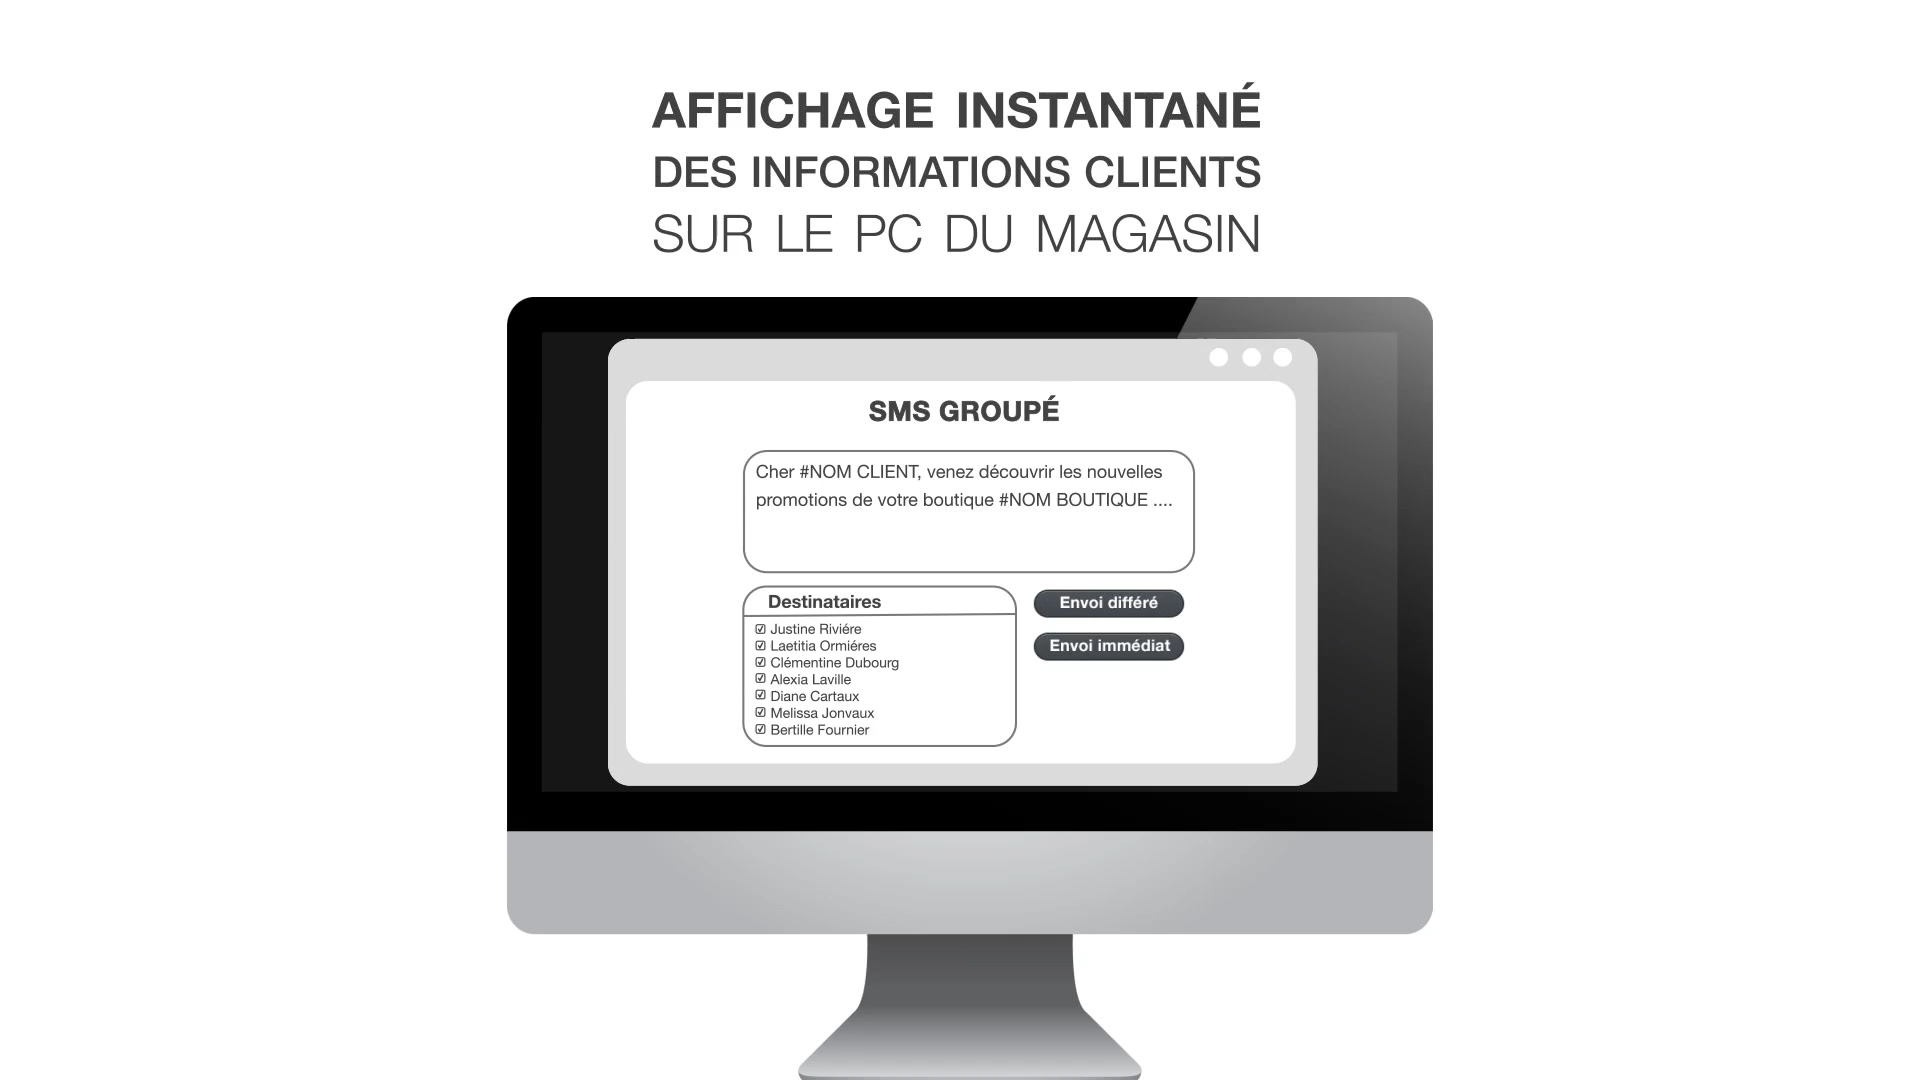 AFFICHAGE INSTANTANÉ
DES INFORMATIONS CLIENTS
SUR LE PC DU MAGASIN
SMS GROUPÉ
Cher #NOM CLIENT, venez découvrir les nouvelles
promotions de votre boutique #NOM BOUTIQUE ....
Destinataires
Justine Riviére
Laetitia Ormiéres
Clémentine Dubourg
Alexia Laville
Diane Cartaux
Melissa Jonvaux
Bertille Fournier
Envoi différé
Envoi immédiat